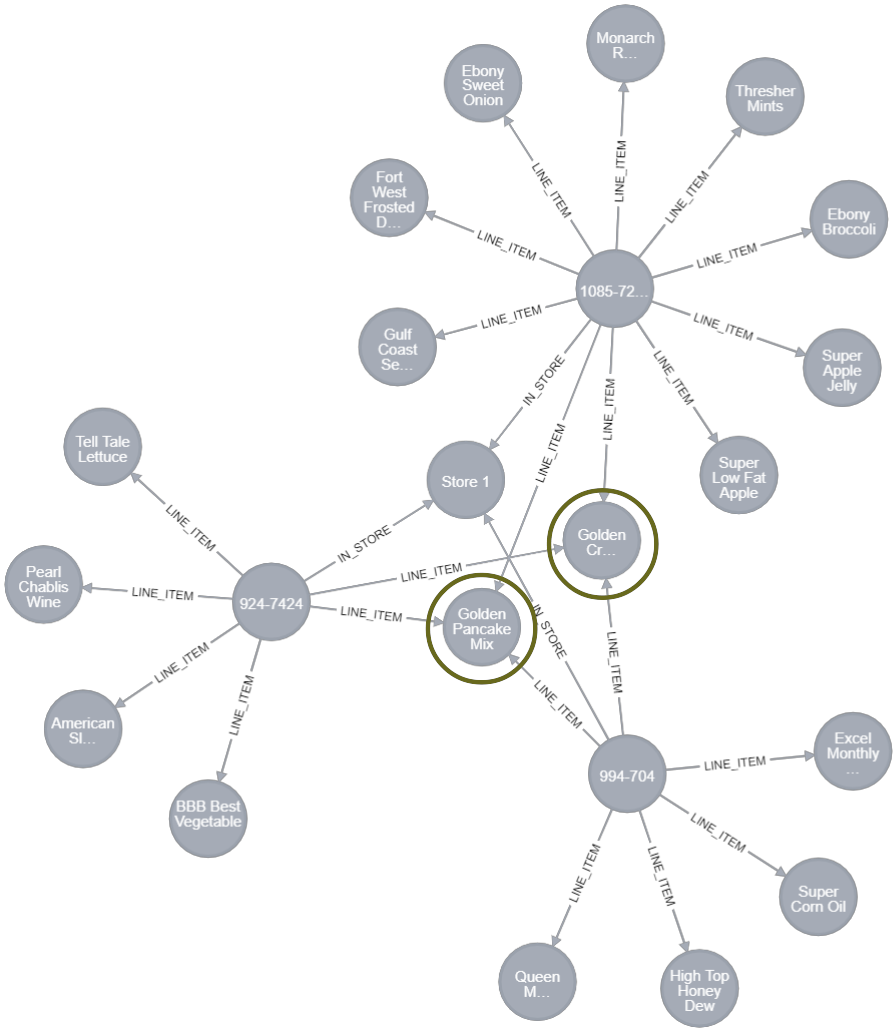 Monarch
R...
Ebony
Sweet
Onion
Thresher
Mints
LINE_ITEM
LINE_ITEM
LINE_ITEM
Fort
West
Frosted
D...
Ebony
Broccoli
LINE_ITEM
LINE_ITEM
1085-72...
Gulf
Coast
Se...
LINE_ITEM
LINE_ITEM
Super
Apple
Jelly
IN_STORE
LINE_ITEM
LINE_ITEM
LINE_ITEM
Tell Tale
Lettuce
Store 1
Super
Low Fat
Apple
LINE_ITEM
IN_STORE
Golden
Cr...
Pearl
Chablis
Wine
LINE_ITEM
924-7424
LINE_ITEM
LINE_ITEM
Golden
Pancake
Mix
IN_STORE
LINE_ITEM
LINE_ITEM
LINE_ITEM
LINE_ITEM
American
Sl...
994-704
LINE_ITEM
Excel
Monthly
...
BBB Best
Vegetable
LINE_ITEM
LINE_ITEM
LINE_ITEM
Super
Corn Oil
Queen
M...
High Top
Honey
Dew